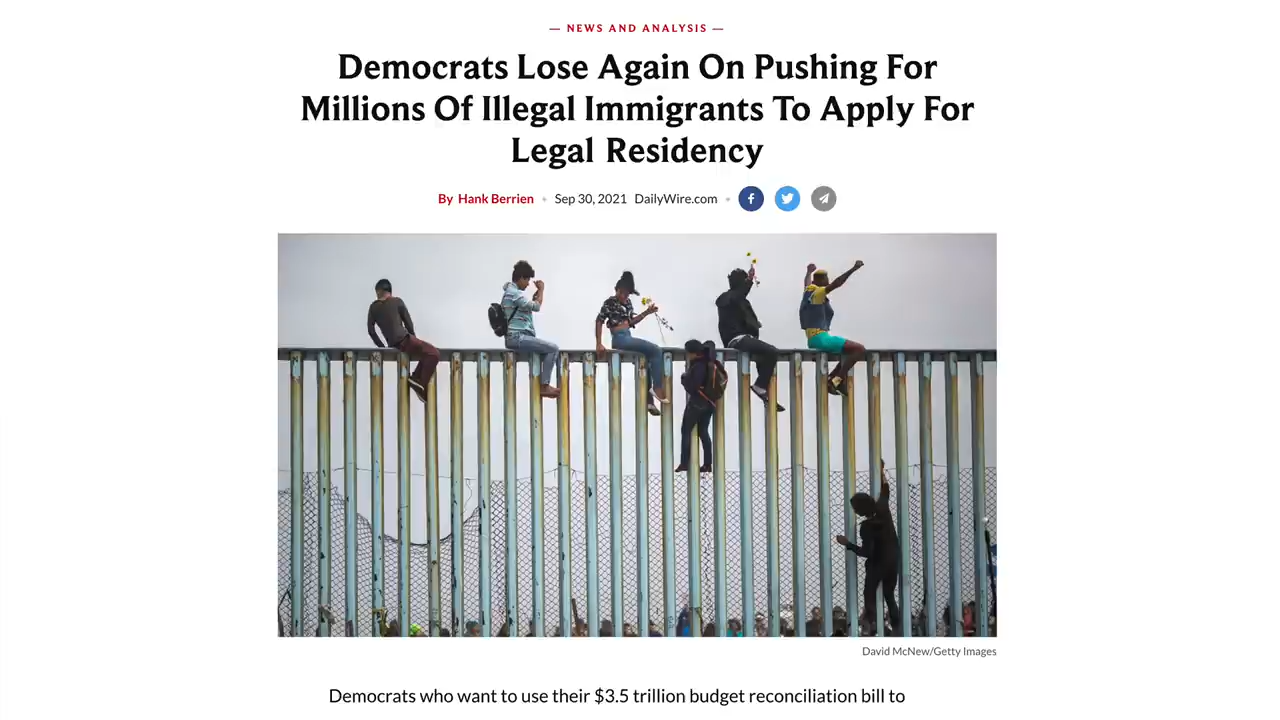 — NEWS AND ANALYSIS —
Democrats Lose Again On Pushing For
Millions Of Illegal Immigrants To Apply For
Legal Residency
By Hank Berrien • Sep 30, 2021 DailyWire.com •
David McNew/Getty Images
Democrats who want to use their $3.5 trillion budget reconciliation bill to